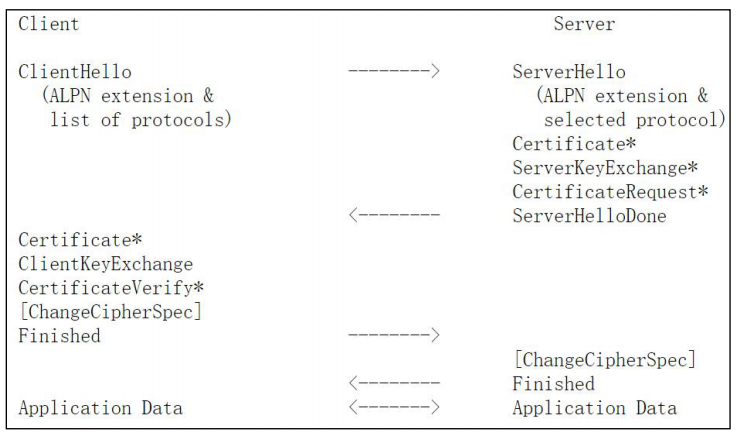 Client Server
ClientHello --------> ServerHello
(ALPN extension & (ALPN extension &
list of protocols) selected protocol)
Certificate*
ServerKeyExchange*
CertificateRequest*
<-------- ServerHelloDone
Certificate*
ClientKeyExchange
CertificateVerify*
[ChangeCipherSpec]
Finished -------->
[ChangeCipherSpec]
<-------- Finished
Application Data <-------> Application Data